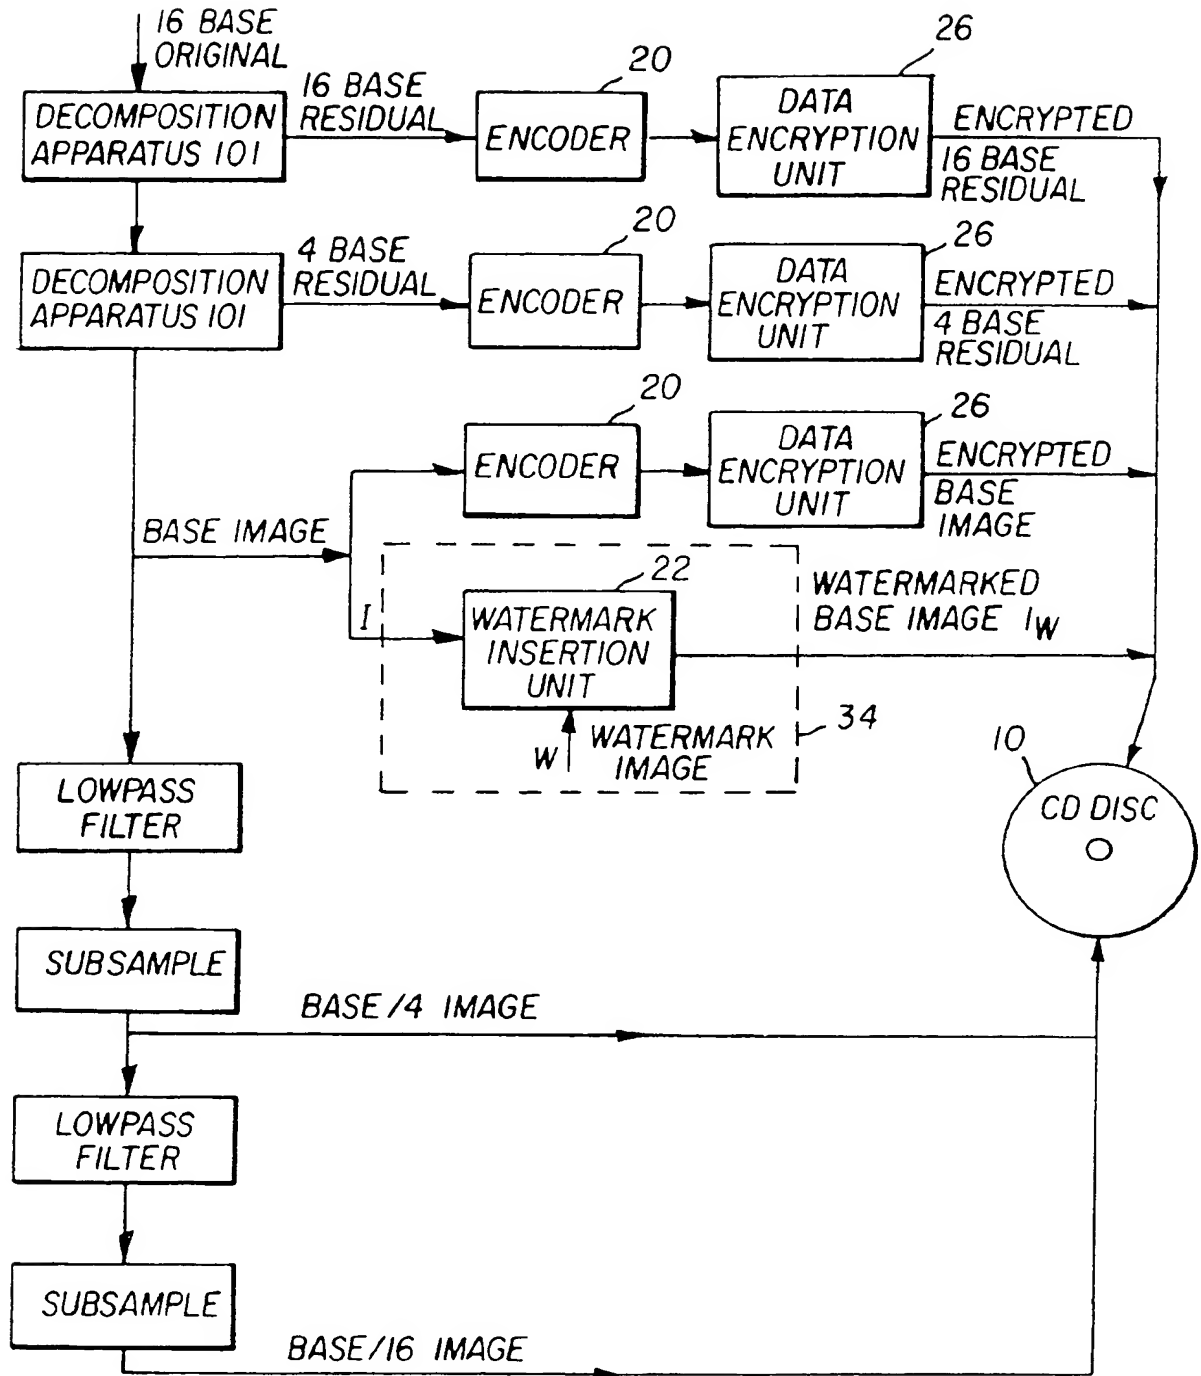 16 BASE
ORIGINAL
26
20
16 BASE
RESIDUAL
DECOMPOSITION
APPARATUS 101
ENCODER
DATA
ENCRYPTION
UNIT
ENCRYPTED
16 BASE
RESIDUAL
20
26
4 BASE
RESIDUAL
DECOMPOSITION
APPARATUS 101
ENCODER
DATA
ENCRYPTION
UNIT
ENCRYPTED
4 BASE
RESIDUAL
20
26
ENCODER
DATA
ENCRYPTION
UNIT
ENCRYPTED
BASE
IMAGE
BASE IMAGE
I
22
WATERMARK
INSERTION
UNIT
WATERMARKED
BASE IMAGE IW
34
W
WATERMARK
IMAGE
10
CD DISC
LOWPASS
FILTER
SUBSAMPLE
BASE/4 IMAGE
LOWPASS
FILTER
SUBSAMPLE
BASE/16 IMAGE